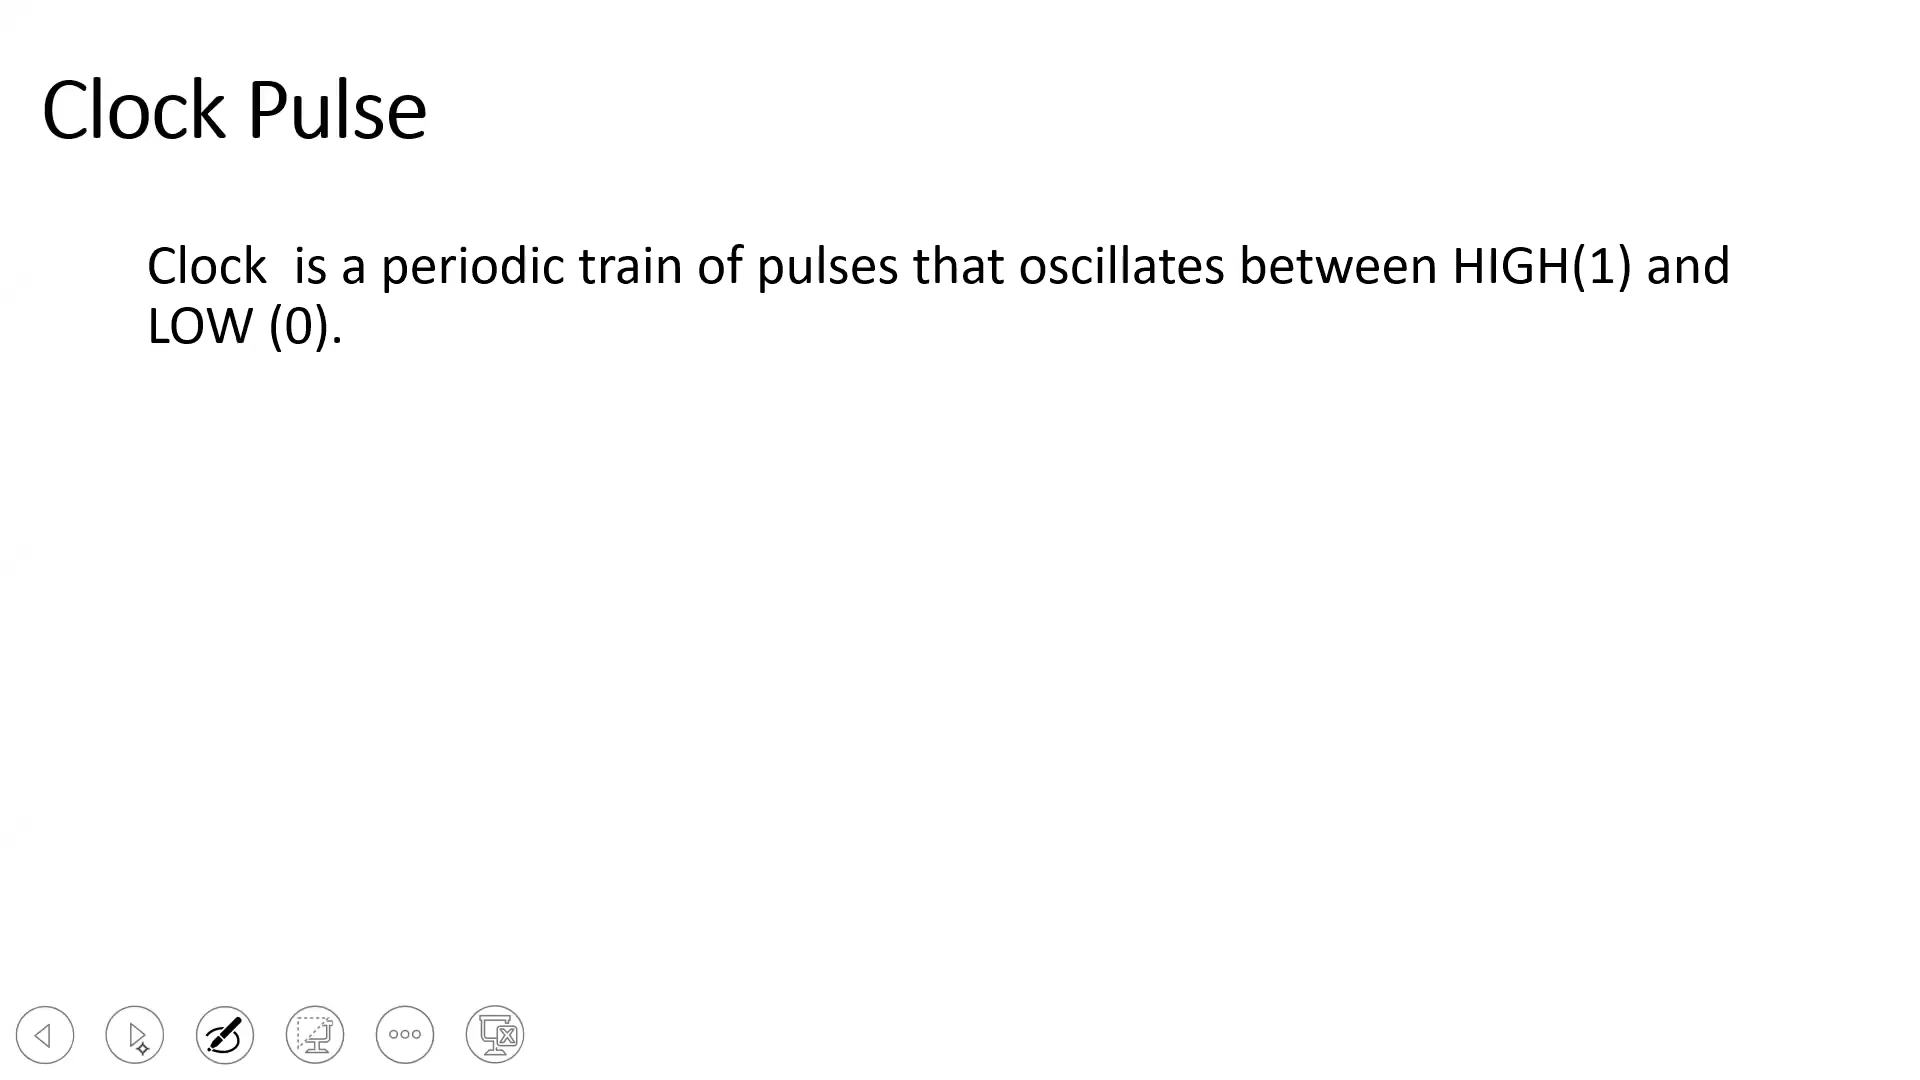 Clock Pulse
Clock  is a periodic train of pulses that oscillates between HIGH(1) and
LOW (0).